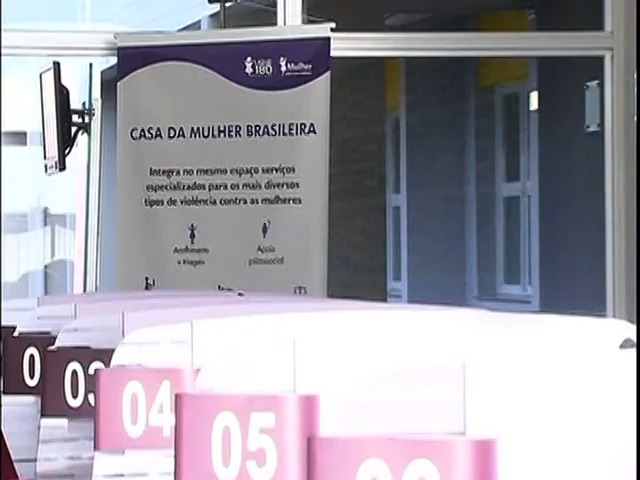 180
Mulher
CASA DA MULHER BRASILEIRA
Integra no mesmo espaço serviços
especializados para os mais diversos
tipos de violência contra as mulheres
Acolhimento
e triagem
Apoio
psicossocial
0
03
04
05